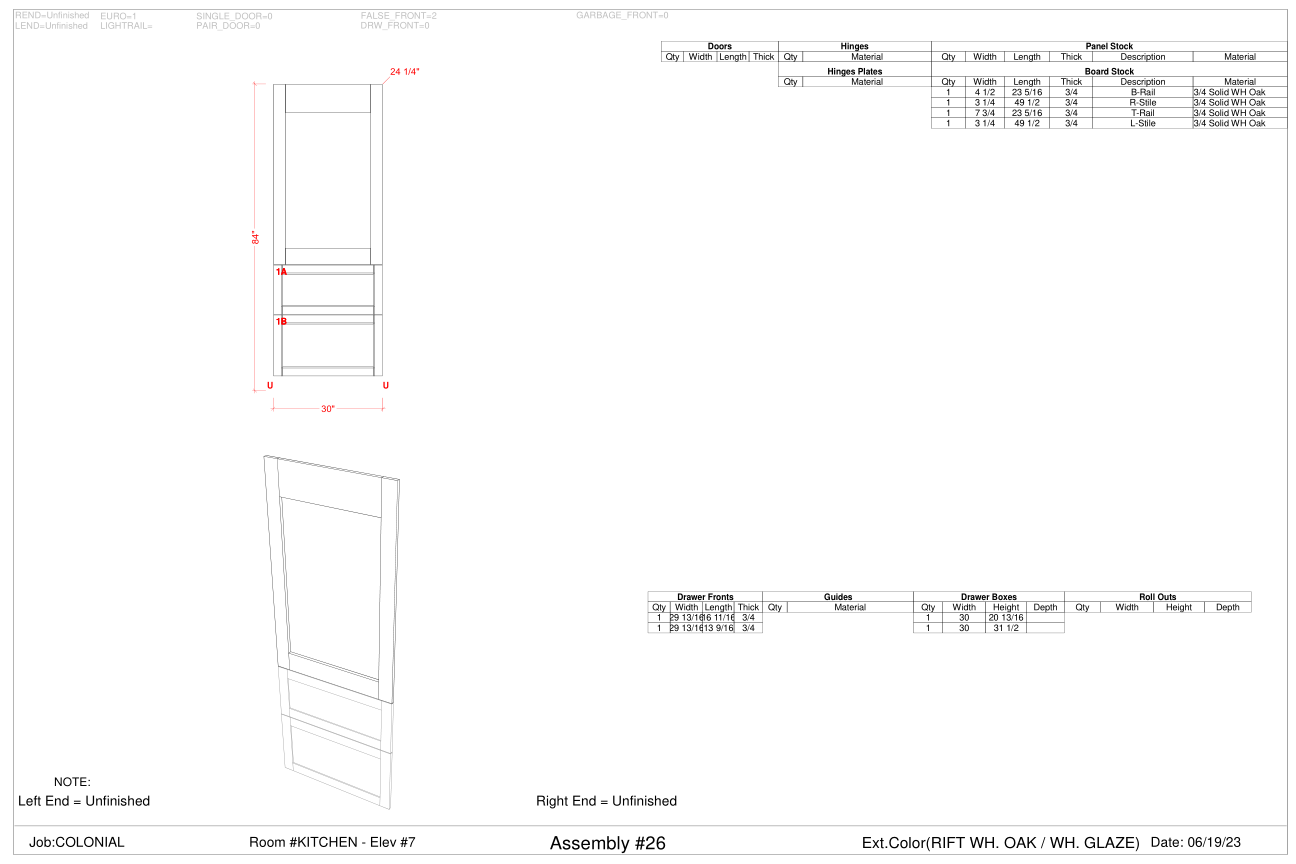 REND=Unfinished EURO=1 SINGLE_DOOR=0 FALSE_FRONT=2 GARBAGE_FRONT=0
LEND=Unfinished LIGHTRAIL= PAIR_DOOR=0 DRW_FRONT=0
Doors Hinges Panel Stock
Qty Width Length Thick Qty Material Qty Width Length Thick Description Material
Hinges Plates Board Stock
Qty Material Qty Width Length Thick Description Material
1 4 1/2 23 5/16 3/4 B-Rail 3/4 Solid WH Oak
1 3 1/4 49 1/2 3/4 R-Stile 3/4 Solid WH Oak
1 7 3/4 23 5/16 3/4 T-Rail 3/4 Solid WH Oak
1 3 1/4 49 1/2 3/4 L-Stile 3/4 Solid WH Oak
24 1/4"
84"
1A
1B
U U
30"
Drawer Fronts Guides Drawer Boxes Roll Outs
Qty Width Length Thick Qty Material Qty Width Height Depth Qty Width Height Depth
1 29 13/16 16 11/16 3/4 1 30 20 13/16
1 29 13/16 13 9/16 3/4 1 30 31 1/2
NOTE:
Left End = Unfinished Right End = Unfinished
Job:COLONIAL Room #KITCHEN - Elev #7 Assembly #26 Ext.Color(RIFT WH. OAK / WH. GLAZE) Date: 06/19/23